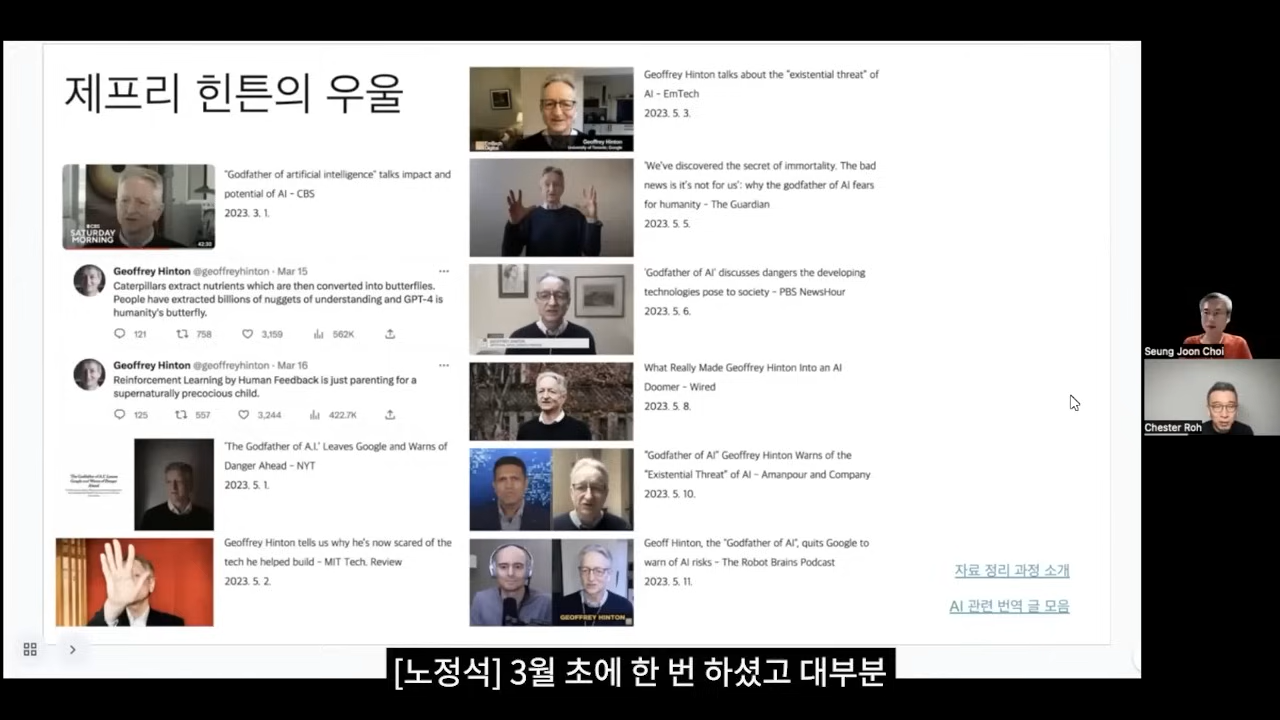 제프리 힌튼의 우울
CBS
SATURDAY
MORNING
42:30
"Godfather of artificial intelligence" talks impact and
potential of AI - CBS
2023. 3. 1.
Geoffrey Hinton @geoffreyhinton · Mar 15
Caterpillars extract nutrients which are then converted into butterflies.
People have extracted billions of nuggets of understanding and GPT-4 is
humanity's butterfly.
121 758 3,159 562K
Geoffrey Hinton @geoffreyhinton · Mar 16
Reinforcement Learning by Human Feedback is just parenting for a
supernaturally precocious child.
125 557 3,244 422.7K
'The Godfather of A.I.' Leaves Google and Warns of
Danger Ahead - NYT
2023. 5. 1.
Geoffrey Hinton tells us why he's now scared of the
tech he helped build - MIT Tech. Review
2023. 5. 2.
Geoffrey Hinton talks about the "existential threat" of
AI - EmTech
2023. 5. 3.
Geoffrey Hinton
University of Toronto, Google
'We've discovered the secret of immortality. The bad
news is it's not for us': why the godfather of AI fears
for humanity - The Guardian
2023. 5. 5.
'Godfather of AI' discusses dangers the developing
technologies pose to society - PBS NewsHour
2023. 5. 6.
GEOFFREY HINTON
What Really Made Geoffrey Hinton Into an AI
Doomer - Wired
2023. 5. 8.
"Godfather of AI" Geoffrey Hinton Warns of the
"Existential Threat" of AI - Amanpour and Company
2023. 5. 10.
Geoff Hinton, the "Godfather of AI", quits Google to
warn of AI risks - The Robot Brains Podcast
2023. 5. 11.
GEOFFREY HINTON
자료 정리 과정 소개
AI 관련 번역 글 모음
Seung Joon Choi
Chester Roh
[노정석] 3월 초에 한 번 하셨고 대부분